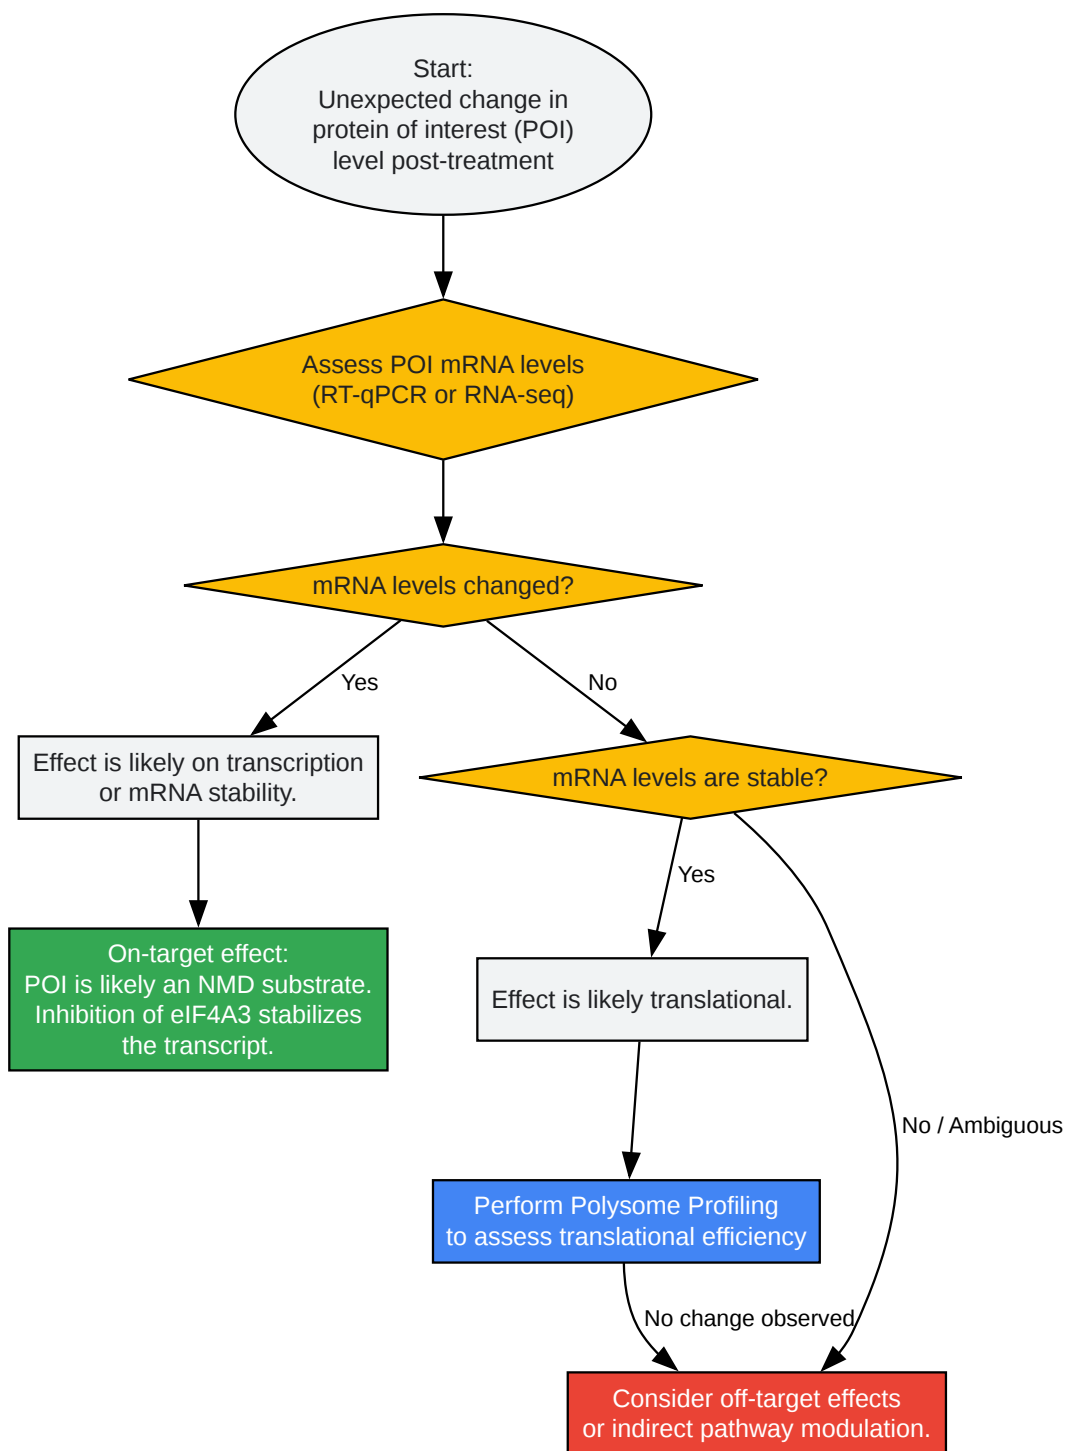 Start:
Unexpected change in
protein of interest (POI)
level post-treatment
Assess POI mRNA levels
(RT-qPCR or RNA-seq)
mRNA levels changed?
Yes
No
Effect is likely on transcription
or mRNA stability.
mRNA levels are stable?
Yes
On-target effect:
POI is likely an NMD substrate.
Inhibition of eIF4A3 stabilizes
the transcript.
Effect is likely translational.
No / Ambiguous
Perform Polysome Profiling
to assess translational efficiency
No change observed
Consider off-target effects
or indirect pathway modulation.